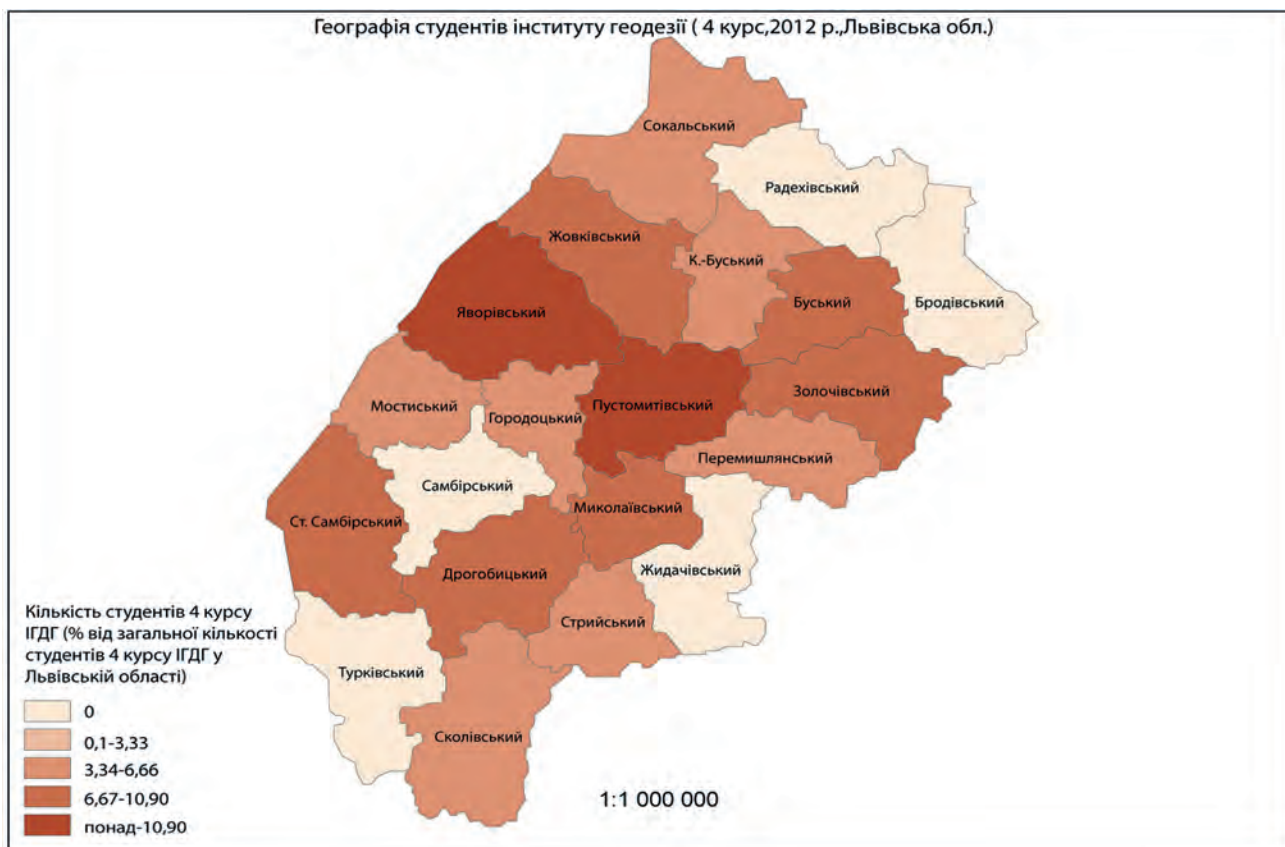 Географія студентів інституту геодезії ( 4 курс,2012 р.,Львівська обл.)
Сокальський
Радехівський
Жовківський
К.-Буський
Буський
Бродівський
Яворівський
Золочівський
Мостиський
Городоцький
Пустомитівський
Перемишлянський
Самбірський
Миколаївський
Ст. Самбірський
Дрогобицький
Жидачівський
Стрийський
Турківський
Сколівський
Кількість студентів 4 курсу
ІГДГ (% від загальної кількості
студентів 4 курсу ІГДГ у
Львівській області)
0
0,1-3,33
3,34-6,66
6,67-10,90
понад-10,90
1:1 000 000